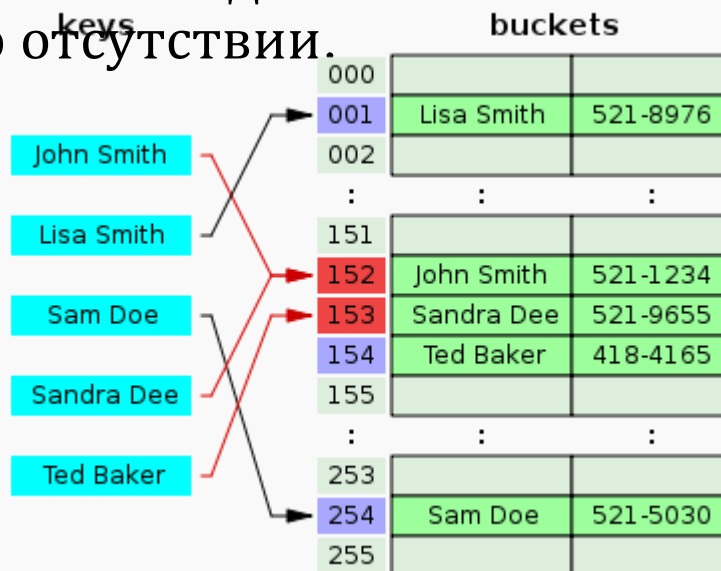 keys
buckets
о отсутствии.
000
001 Lisa Smith 521-8976
John Smith
002
: : :
Lisa Smith
151
152 John Smith 521-1234
Sam Doe
153 Sandra Dee 521-9655
154 Ted Baker 418-4165
Sandra Dee
155
: : :
Ted Baker
253
254 Sam Doe 521-5030
255